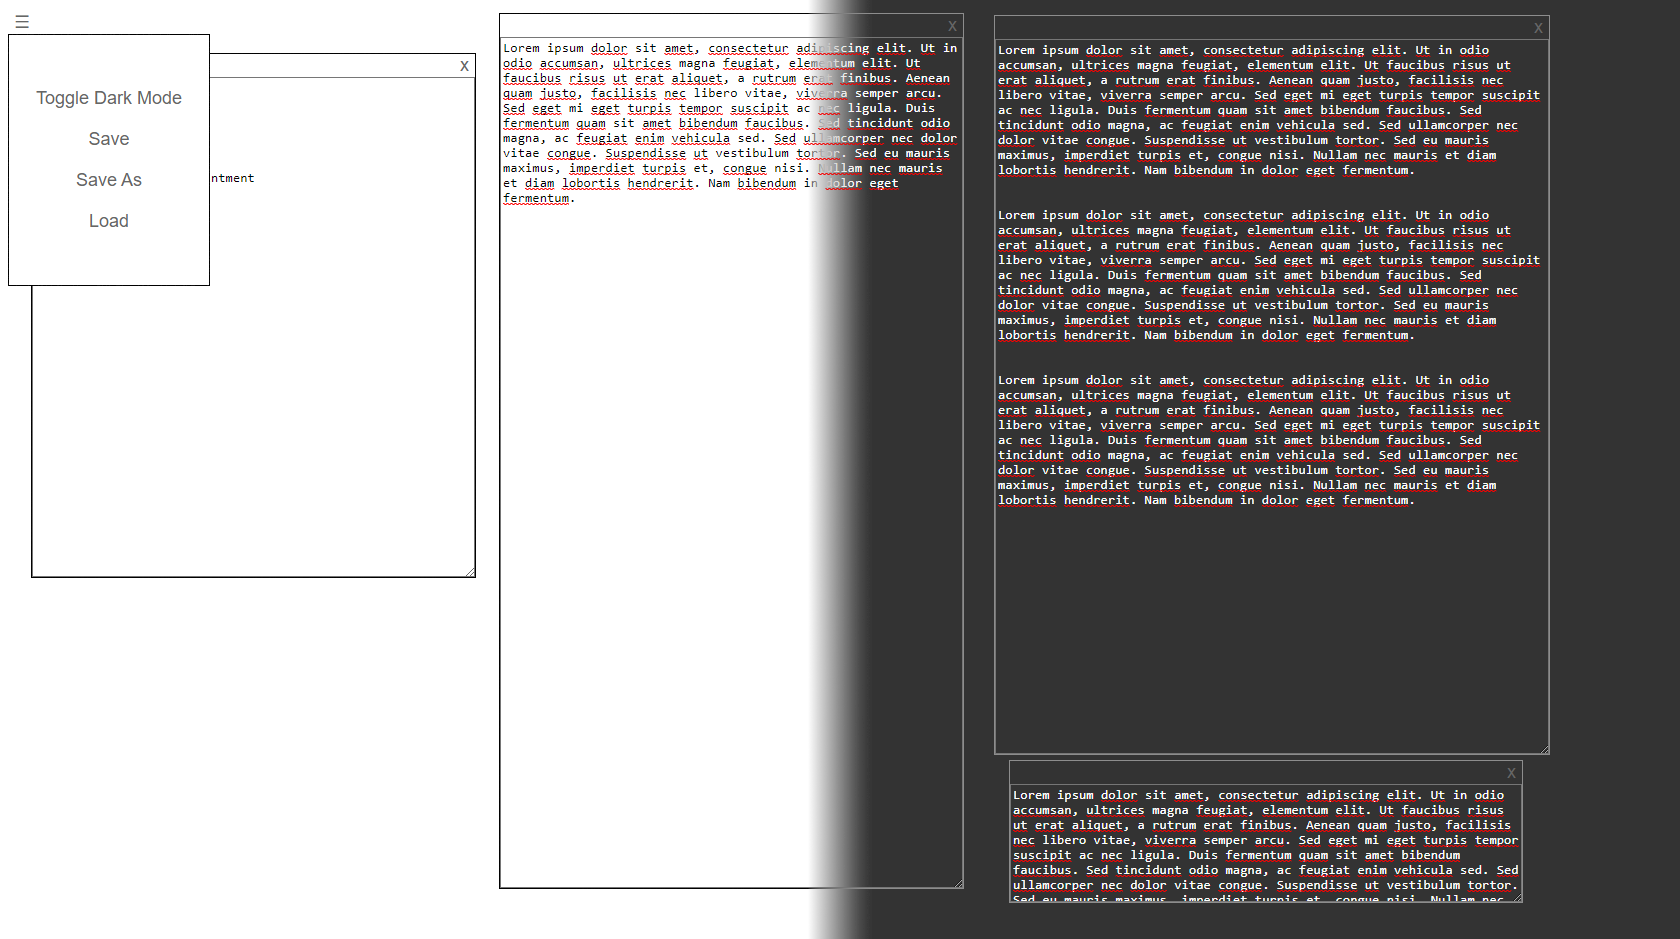 ☰
X
Toggle Dark Mode
Save
Save As
Load
ntment
X
Lorem ipsum dolor sit amet, consectetur adipiscing elit. Ut in
odio accumsan, ultrices magna feugiat, elementum elit. Ut
faucibus risus ut erat aliquet, a rutrum erat finibus. Aenean
quam justo, facilisis nec libero vitae, viverra semper arcu.
Sed eget mi eget turpis tempor suscipit ac nec ligula. Duis
fermentum quam sit amet bibendum faucibus. Sed tincidunt odio
magna, ac feugiat enim vehicula sed. Sed ullamcorper nec dolor
vitae congue. Suspendisse ut vestibulum tortor. Sed eu mauris
maximus, imperdiet turpis et, congue nisi. Nullam nec mauris
et diam lobortis hendrerit. Nam bibendum in dolor eget
fermentum.
X
Lorem ipsum dolor sit amet, consectetur adipiscing elit. Ut in odio
accumsan, ultrices magna feugiat, elementum elit. Ut faucibus risus ut
erat aliquet, a rutrum erat finibus. Aenean quam justo, facilisis nec
libero vitae, viverra semper arcu. Sed eget mi eget turpis tempor suscipit
ac nec ligula. Duis fermentum quam sit amet bibendum faucibus. Sed
tincidunt odio magna, ac feugiat enim vehicula sed. Sed ullamcorper nec
dolor vitae congue. Suspendisse ut vestibulum tortor. Sed eu mauris
maximus, imperdiet turpis et, congue nisi. Nullam nec mauris et diam
lobortis hendrerit. Nam bibendum in dolor eget fermentum.
Lorem ipsum dolor sit amet, consectetur adipiscing elit. Ut in odio
accumsan, ultrices magna feugiat, elementum elit. Ut faucibus risus ut
erat aliquet, a rutrum erat finibus. Aenean quam justo, facilisis nec
libero vitae, viverra semper arcu. Sed eget mi eget turpis tempor suscipit
ac nec ligula. Duis fermentum quam sit amet bibendum faucibus. Sed
tincidunt odio magna, ac feugiat enim vehicula sed. Sed ullamcorper nec
dolor vitae congue. Suspendisse ut vestibulum tortor. Sed eu mauris
maximus, imperdiet turpis et, congue nisi. Nullam nec mauris et diam
lobortis hendrerit. Nam bibendum in dolor eget fermentum.
Lorem ipsum dolor sit amet, consectetur adipiscing elit. Ut in odio
accumsan, ultrices magna feugiat, elementum elit. Ut faucibus risus ut
erat aliquet, a rutrum erat finibus. Aenean quam justo, facilisis nec
libero vitae, viverra semper arcu. Sed eget mi eget turpis tempor suscipit
ac nec ligula. Duis fermentum quam sit amet bibendum faucibus. Sed
tincidunt odio magna, ac feugiat enim vehicula sed. Sed ullamcorper nec
dolor vitae congue. Suspendisse ut vestibulum tortor. Sed eu mauris
maximus, imperdiet turpis et, congue nisi. Nullam nec mauris et diam
lobortis hendrerit. Nam bibendum in dolor eget fermentum.
X
Lorem ipsum dolor sit amet, consectetur adipiscing elit. Ut in odio
accumsan, ultrices magna feugiat, elementum elit. Ut faucibus risus
ut erat aliquet, a rutrum erat finibus. Aenean quam justo, facilisis
nec libero vitae, viverra semper arcu. Sed eget mi eget turpis tempor
suscipit ac nec ligula. Duis fermentum quam sit amet bibendum
faucibus. Sed tincidunt odio magna, ac feugiat enim vehicula sed. Sed
ullamcorper nec dolor vitae congue. Suspendisse ut vestibulum tortor.
Sed eu mauris maximus, imperdiet turpis et, congue nisi. Nullam nec